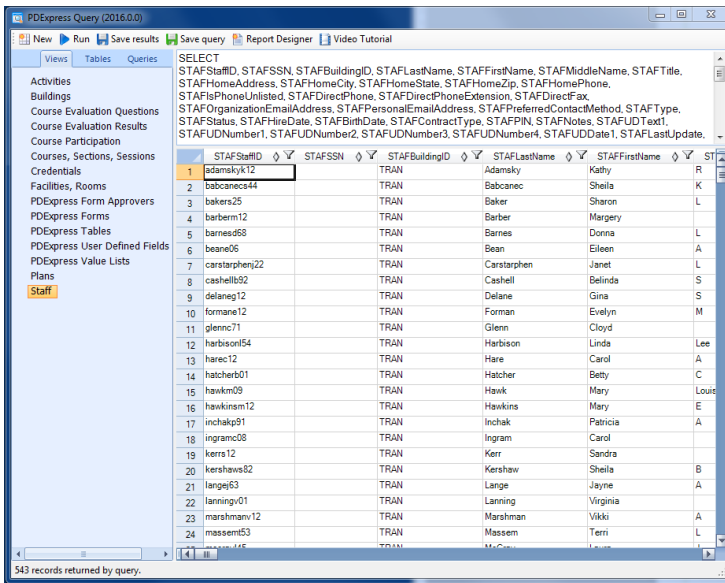 PDExpress Query (2016.0.0)
New Run Save results Save query Report Designer Video Tutorial
Views Tables Queries
Activities
Buildings
Course Evaluation Questions
Course Evaluation Results
Course Participation
Courses, Sections, Sessions
Credentials
Facilities, Rooms
PDExpress Form Approvers
PDExpress Forms
PDExpress Tables
PDExpress User Defined Fields
PDExpress Value Lists
Plans
Staff
SELECT
STAFStaffID, STAFSSN, STAFBuildingID, STAFLastName, STAFFirstName, STAFMiddleName, STAFTitle,
STAFHomeAddress, STAFHomeCity, STAFHomeState, STAFHomeZip, STAFHomePhone,
STAFIsPhoneUnlisted, STAFDirectPhone, STAFDirectPhoneExtension, STAFDirectFax,
STAFOrganizationEmailAddress, STAFPersonalEmailAddress, STAFPreferredContactMethod, STAFType,
STAFStatus, STAFHireDate, STAFBirthDate, STAFContractType, STAFPIN, STAFNotes, STAFUDText1,
STAFUDNumber1, STAFUDNumber2, STAFUDNumber3, STAFUDNumber4, STAFUDDate1, STAFLastUpdate,
STAFStaffID STAFSSN STAFBuildingID STAFLastName STAFFirstName ST
1 adamskyk12 TRAN Adamsky Kathy R
2 babcanecs44 TRAN Babcanec Sheila K
3 bakers25 TRAN Baker Sharon L
4 barberm12 TRAN Barber Margery
5 barnesd68 TRAN Barnes Donna L
6 beane06 TRAN Bean Eileen A
7 carstarphenj22 TRAN Carstarphen Janet L
8 cashellb92 TRAN Cashell Belinda S
9 delaneg12 TRAN Delane Gina S
10 formane12 TRAN Forman Evelyn M
11 glennc71 TRAN Glenn Cloyd
12 harbisonl54 TRAN Harbison Linda Lee
13 harec12 TRAN Hare Carol A
14 hatcherb01 TRAN Hatcher Betty C
15 hawkm09 TRAN Hawk Mary Louis
16 hawkinsm12 TRAN Hawkins Mary E
17 inchakp91 TRAN Inchak Patricia A
18 ingramc08 TRAN Ingram Carol
19 kerrs12 TRAN Kerr Sandra
20 kershaws82 TRAN Kershaw Sheila B
21 langej63 TRAN Lange Jayne A
22 lanningv01 TRAN Lanning Virginia
23 marshmanv12 TRAN Marshman Vikki A
24 massemt53 TRAN Massem Terri L
543 records returned by query.